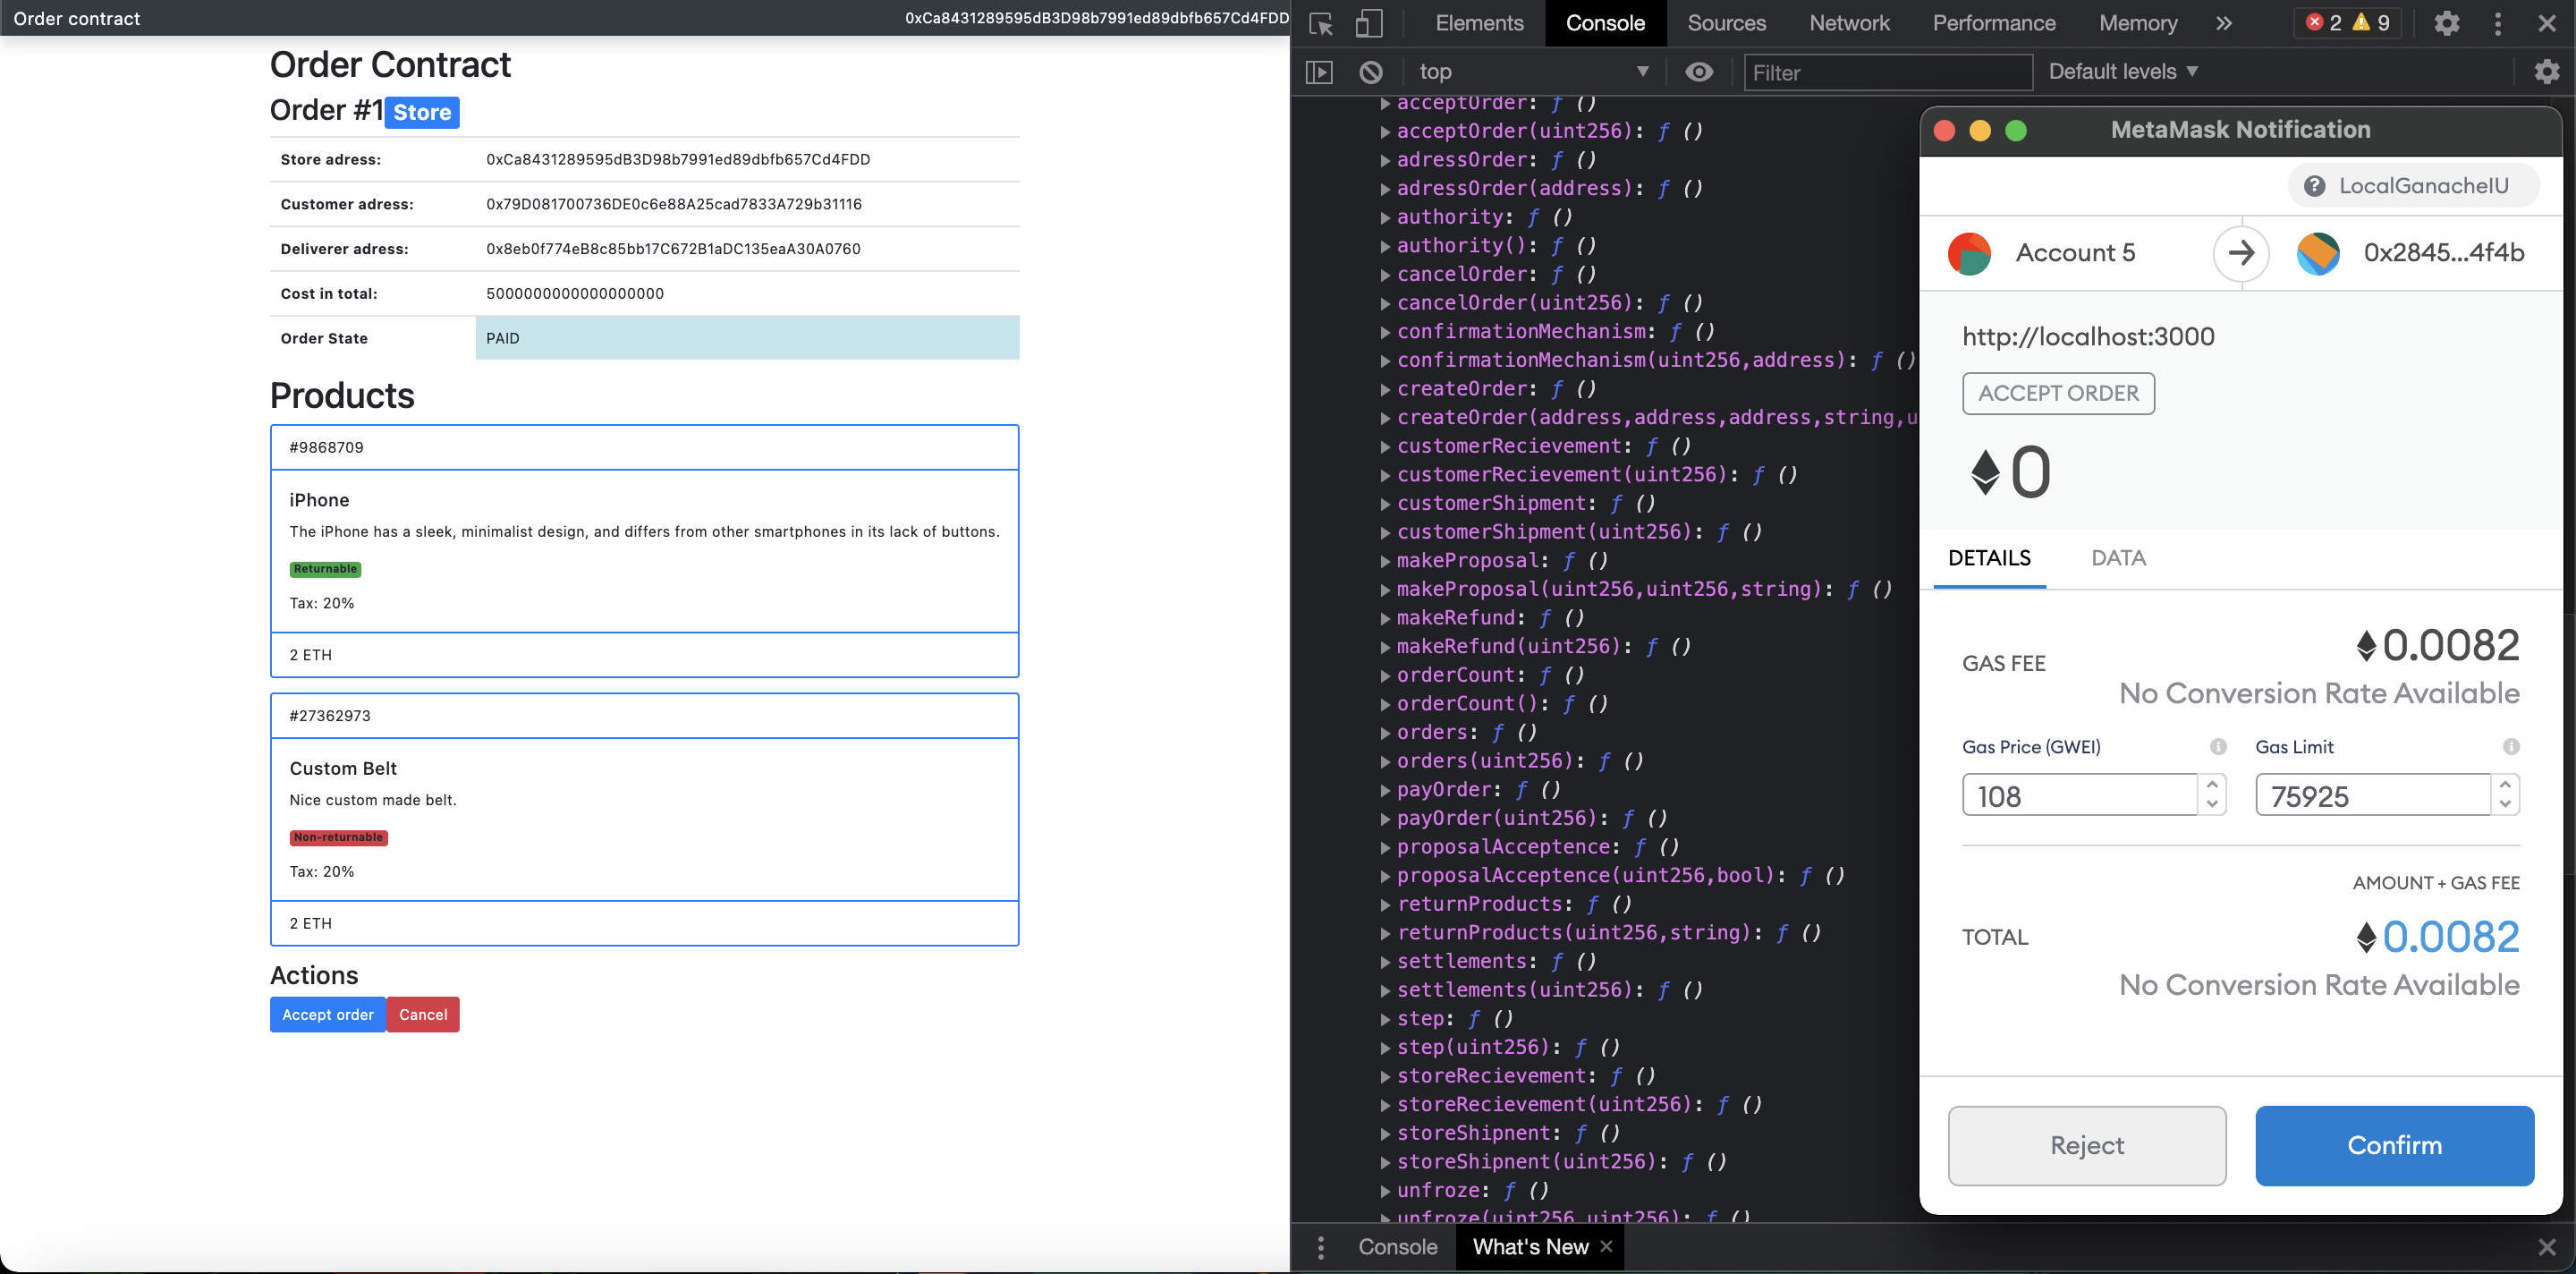 Order contract
0xCa8431289595dB3D98b7991ed89dbfb657Cd4FDD
Order Contract
Order #1 Store
Store adress: 0xCa8431289595dB3D98b7991ed89dbfb657Cd4FDD
Customer adress: 0x79D081700736DE0c6e88A25cad7833A729b31116
Deliverer adress: 0x8eb0f774eB8c85bb17C672B1aDC135eaA30A0760
Cost in total: 5000000000000000000
Order State PAID
Products
#9868709
iPhone
The iPhone has a sleek, minimalist design, and differs from other smartphones in its lack of buttons.
Returnable
Tax: 20%
2 ETH
#27362973
Custom Belt
Nice custom made belt.
Non-returnable
Tax: 20%
2 ETH
Actions
Accept order Cancel
Elements Console Sources Network Performance Memory » 2 9
top Filter Default levels
acceptOrder: ƒ ()
acceptOrder(uint256): ƒ ()
adressOrder: ƒ ()
adressOrder(address): ƒ ()
authority: ƒ ()
authority(): ƒ ()
cancelOrder: ƒ ()
cancelOrder(uint256): ƒ ()
confirmationMechanism: ƒ ()
confirmationMechanism(uint256,address): ƒ ()
createOrder: ƒ ()
createOrder(address,address,address,string,u
customerRecievement: ƒ ()
customerRecievement(uint256): ƒ ()
customerShipment: ƒ ()
customerShipment(uint256): ƒ ()
makeProposal: ƒ ()
makeProposal(uint256,uint256,string): ƒ ()
makeRefund: ƒ ()
makeRefund(uint256): ƒ ()
orderCount: ƒ ()
orderCount(): ƒ ()
orders: ƒ ()
orders(uint256): ƒ ()
payOrder: ƒ ()
payOrder(uint256): ƒ ()
proposalAcceptence: ƒ ()
proposalAcceptence(uint256,bool): ƒ ()
returnProducts: ƒ ()
returnProducts(uint256,string): ƒ ()
settlements: ƒ ()
settlements(uint256): ƒ ()
step: ƒ ()
step(uint256): ƒ ()
storeRecievement: ƒ ()
storeRecievement(uint256): ƒ ()
storeShipnent: ƒ ()
storeShipnent(uint256): ƒ ()
unfroze: ƒ ()
unfroze(uint256,uint256): ƒ ()
Console What's New
MetaMask Notification
LocalGanacheIU
Account 5 0x2845...4f4b
http://localhost:3000
ACCEPT ORDER
0
DETAILS DATA
GAS FEE 0.0082
No Conversion Rate Available
Gas Price (GWEI) Gas Limit
108 75925
AMOUNT + GAS FEE
TOTAL 0.0082
No Conversion Rate Available
Reject Confirm